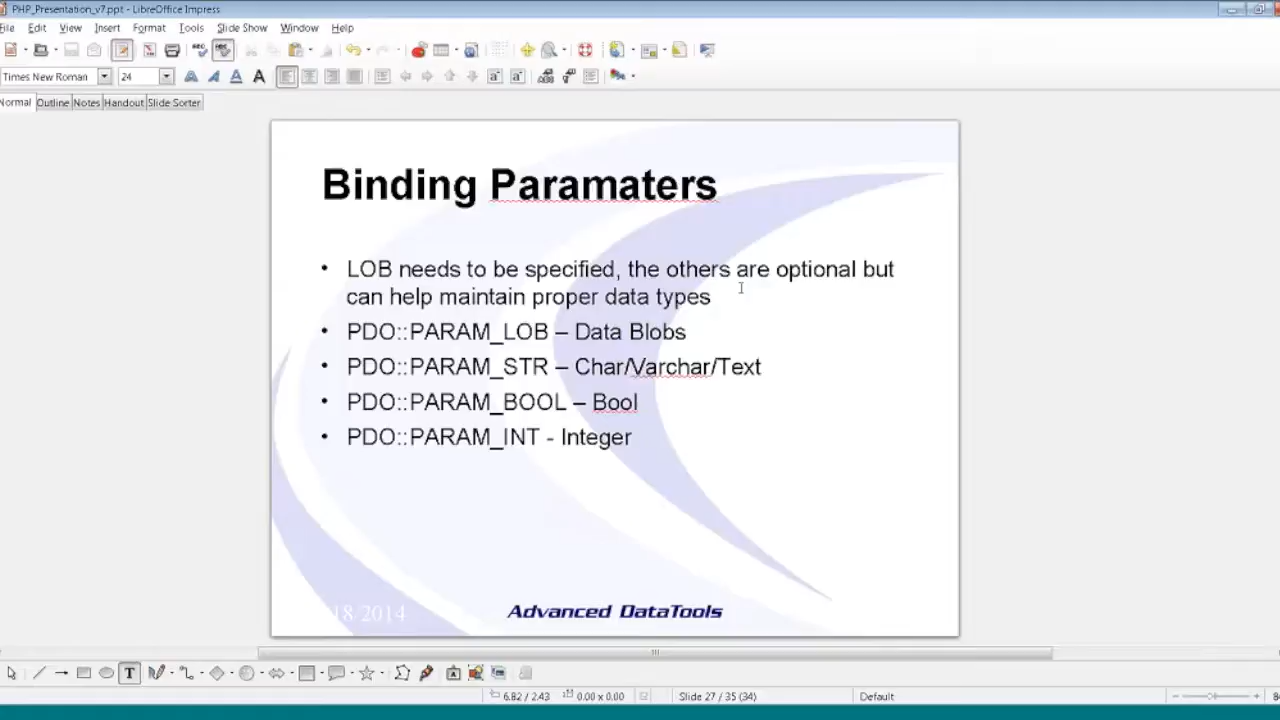 PHP_Presentation_v7.ppt - LibreOffice Impress
File Edit View Insert Format Tools Slide Show Window Help
Times New Roman 24
Normal Outline Notes Handout Slide Sorter
Binding Paramaters
• LOB needs to be specified, the others are optional but
can help maintain proper data types
• PDO::PARAM_LOB – Data Blobs
• PDO::PARAM_STR – Char/Varchar/Text
• PDO::PARAM_BOOL – Bool
• PDO::PARAM_INT - Integer
18/2014 Advanced DataTools
6.82 / 2.43 0.00 x 0.00 Slide 27 / 35 (34) Default